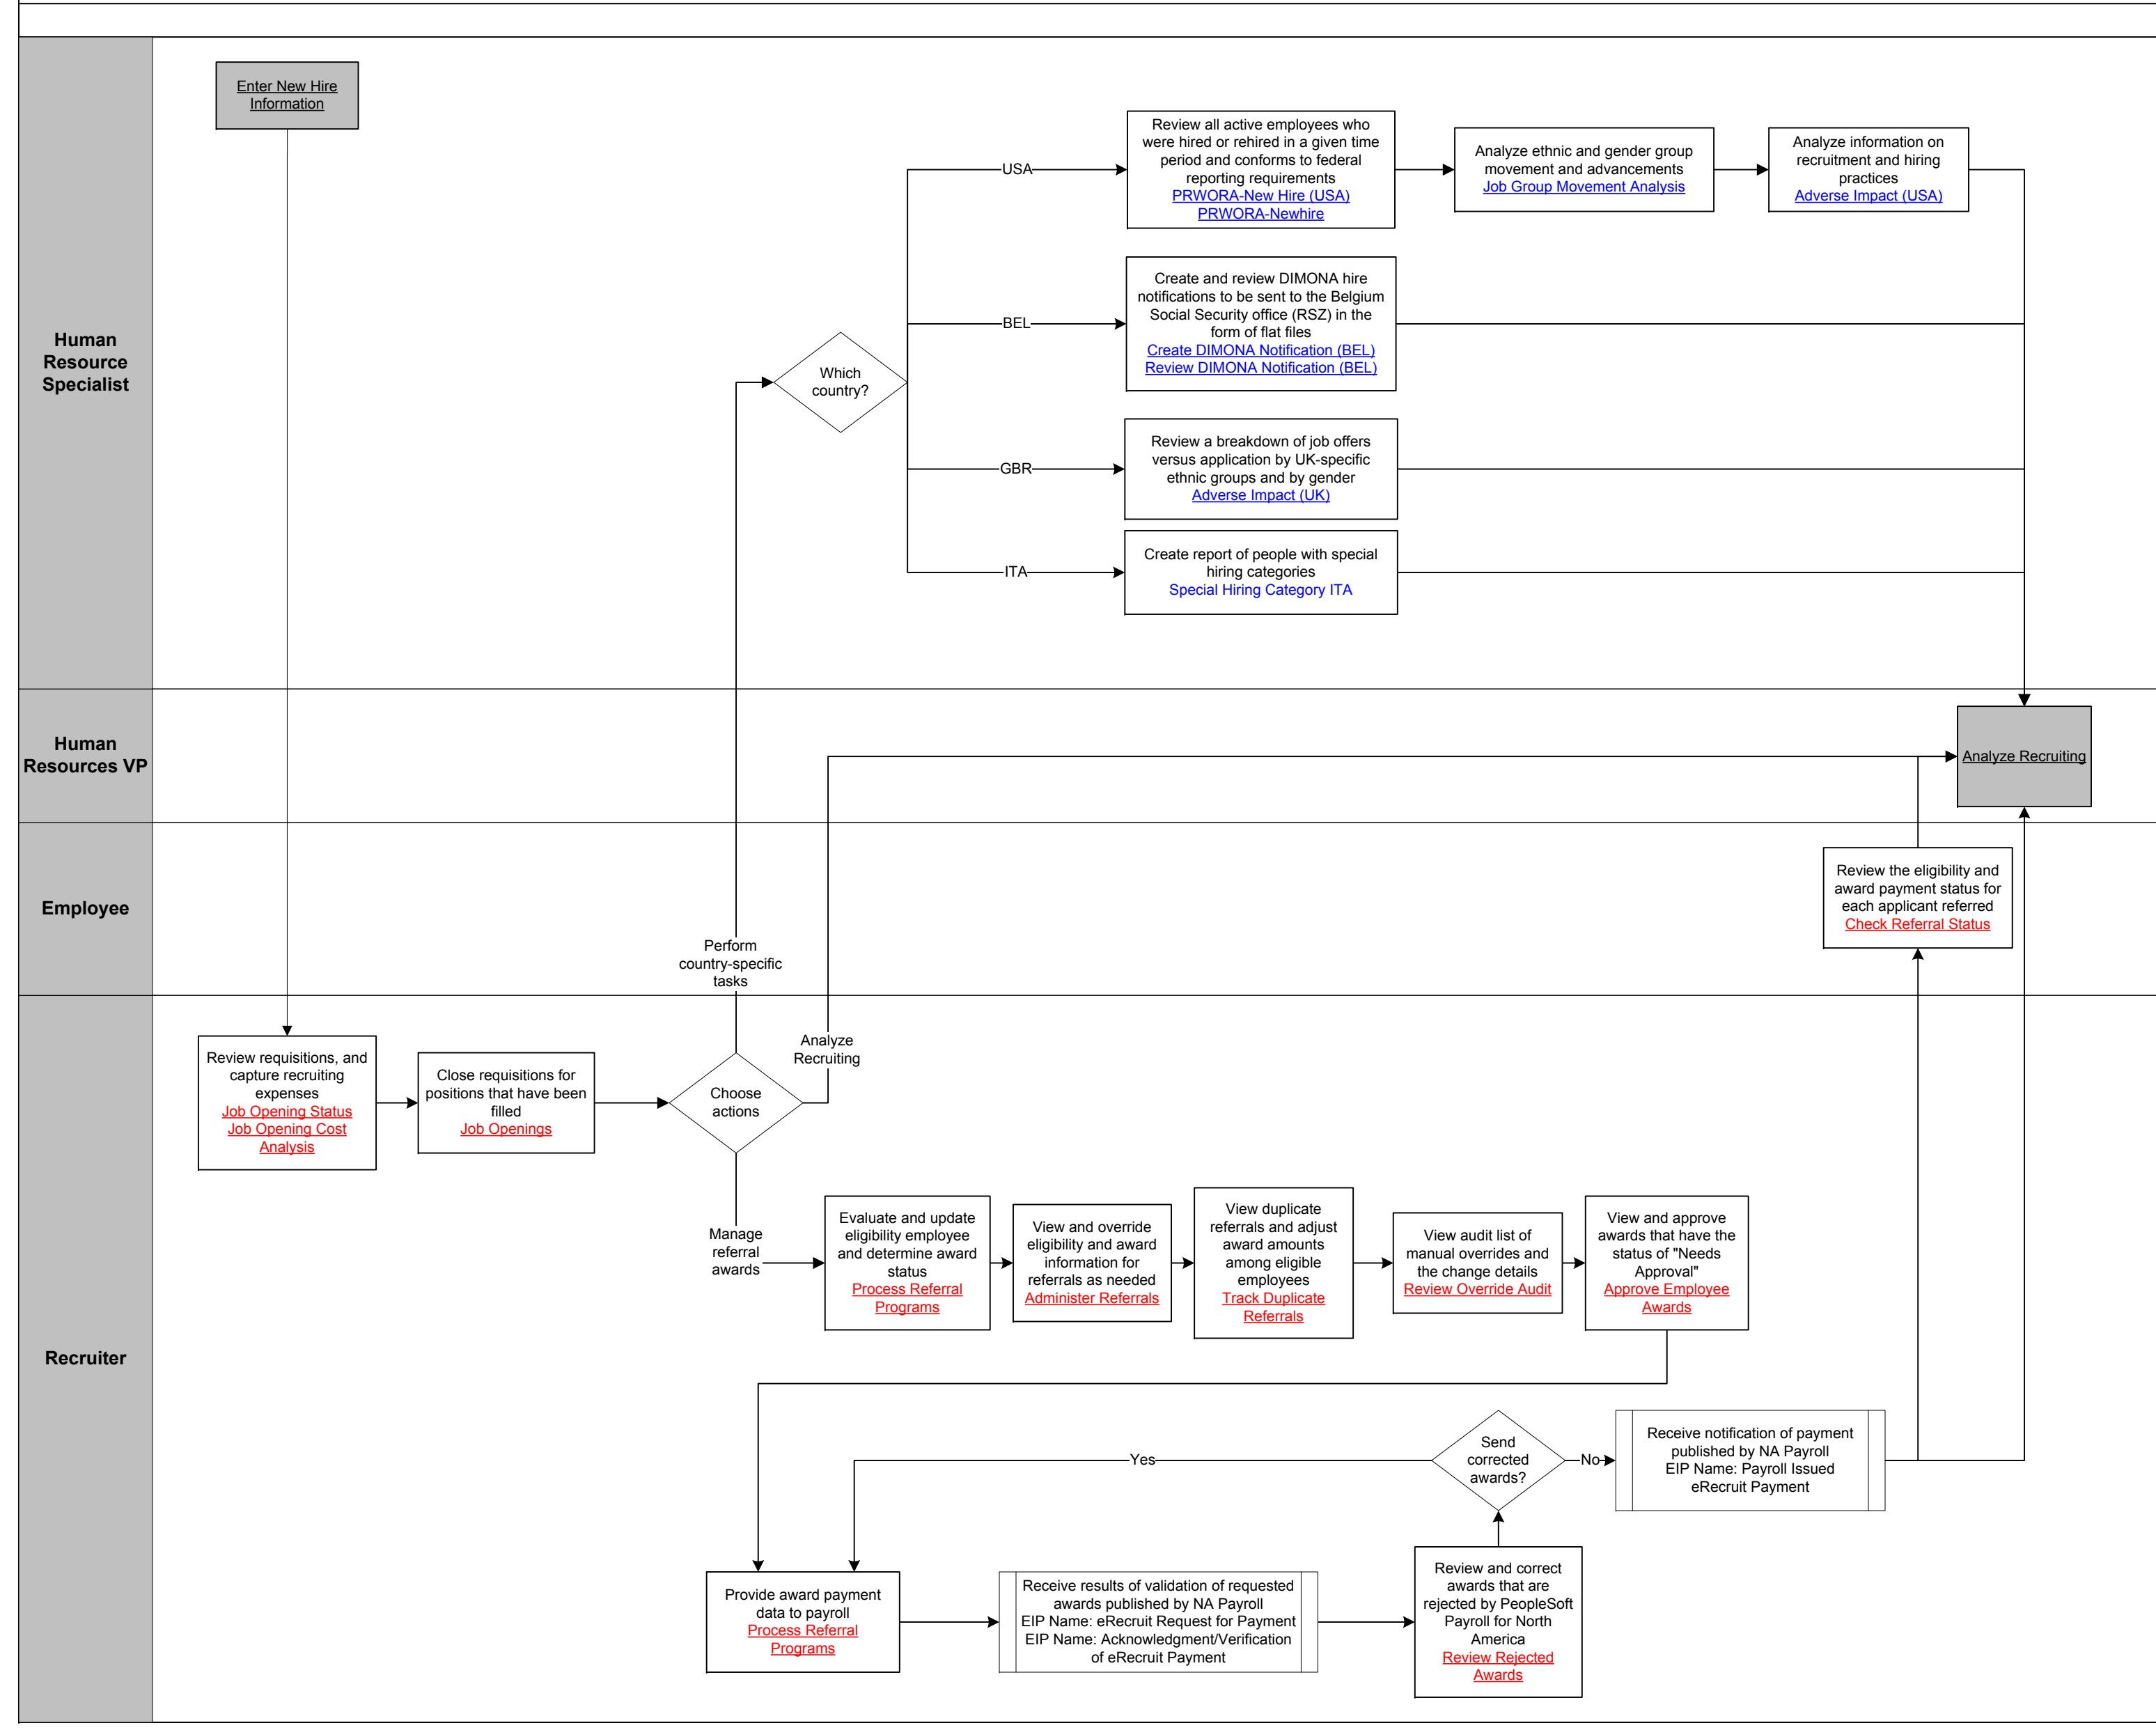 Human
Resource
Specialist
Enter New Hire
Information
Which
country?
USA
Review all active employees who
were hired or rehired in a given time
period and conforms to federal
reporting requirements
PRWORA-New Hire (USA)
PRWORA-Newhire
Analyze ethnic and gender group
movement and advancements
Job Group Movement Analysis
Analyze information on
recruitment and hiring
practices
Adverse Impact (USA)
BEL
Create and review DIMONA hire
notifications to be sent to the Belgium
Social Security office (RSZ) in the
form of flat files
Create DIMONA Notification (BEL)
Review DIMONA Notification (BEL)
GBR
Review a breakdown of job offers
versus application by UK-specific
ethnic groups and by gender
Adverse Impact (UK)
ITA
Create report of people with special
hiring categories
Special Hiring Category ITA
Human
Resources VP
Analyze Recruiting
Employee
Perform
country-specific
tasks
Review the eligibility and
award payment status for
each applicant referred
Check Referral Status
Recruiter
Review requisitions, and
capture recruiting
expenses
Job Opening Status
Job Opening Cost
Analysis
Close requisitions for
positions that have been
filled
Job Openings
Choose
actions
Analyze
Recruiting
Manage
referral
awards
Evaluate and update
eligibility employee
and determine award
status
Process Referral
Programs
View and override
eligibility and award
information for
referrals as needed
Administer Referrals
View duplicate
referrals and adjust
award amounts
among eligible
employees
Track Duplicate
Referrals
View audit list of
manual overrides and
the change details
Review Override Audit
View and approve
awards that have the
status of "Needs
Approval"
Approve Employee
Awards
Yes
Send
corrected
awards?
No
Receive notification of payment
published by NA Payroll
EIP Name: Payroll Issued
eRecruit Payment
Provide award payment
data to payroll
Process Referral
Programs
Receive results of validation of requested
awards published by NA Payroll
EIP Name: eRecruit Request for Payment
EIP Name: Acknowledgment/Verification
of eRecruit Payment
Review and correct
awards that are
rejected by PeopleSoft
Payroll for North
America
Review Rejected
Awards